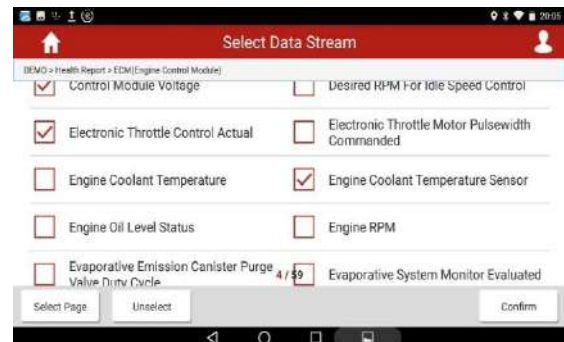 20:05
Select Data Stream
DEMO > Health Report > ECM(Engine Control Module)
Control Module Voltage
Desired RPM For Idle Speed Control
Electronic Throttle Control Actual
Electronic Throttle Motor Pulsewidth
Commanded
Engine Coolant Temperature
Engine Coolant Temperature Sensor
Engine Oil Level Status
Engine RPM
Evaporative Emission Canister Purge
Valve Duty Cycle
4/59
Evaporative System Monitor Evaluated
Select Page
Unselect
Confirm